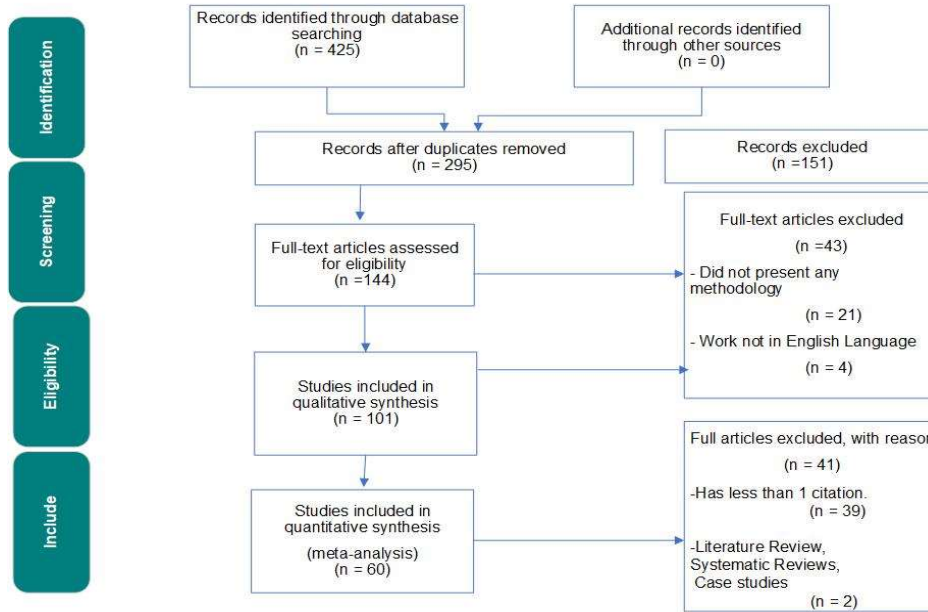 Identification
Screening
Eligibility
Include
Records identified through database
searching
(n = 425)
Additional records identified
through other sources
(n = 0)
Records after duplicates removed
(n = 295)
Records excluded
(n =151)
Full-text articles assessed
for eligibility
(n =144)
Full-text articles excluded
(n =43)
- Did not present any
methodology
(n = 21)
- Work not in English Language
(n = 4)
Studies included in
qualitative synthesis
(n = 101)
Full articles excluded, with reason
(n = 41)
-Has less than 1 citation.
(n = 39)
-Literature Review,
Systematic Reviews,
Case studies
(n = 2)
Studies included in
quantitative synthesis
(meta-analysis)
(n = 60)